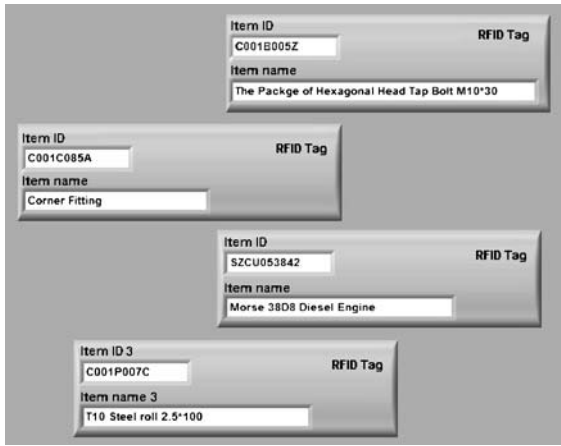 Item ID
RFID Tag
C001B005Z
Item name
The Packge of Hexagonal Head Tap Bolt M10*30
Item ID
RFID Tag
C001C085A
Item name
Corner Fitting
Item ID
RFID Tag
SZCU053842
Item name
Morse 38D8 Diesel Engine
Item ID 3
RFID Tag
C001P007C
Item name 3
T10 Steel roll 2.5*100